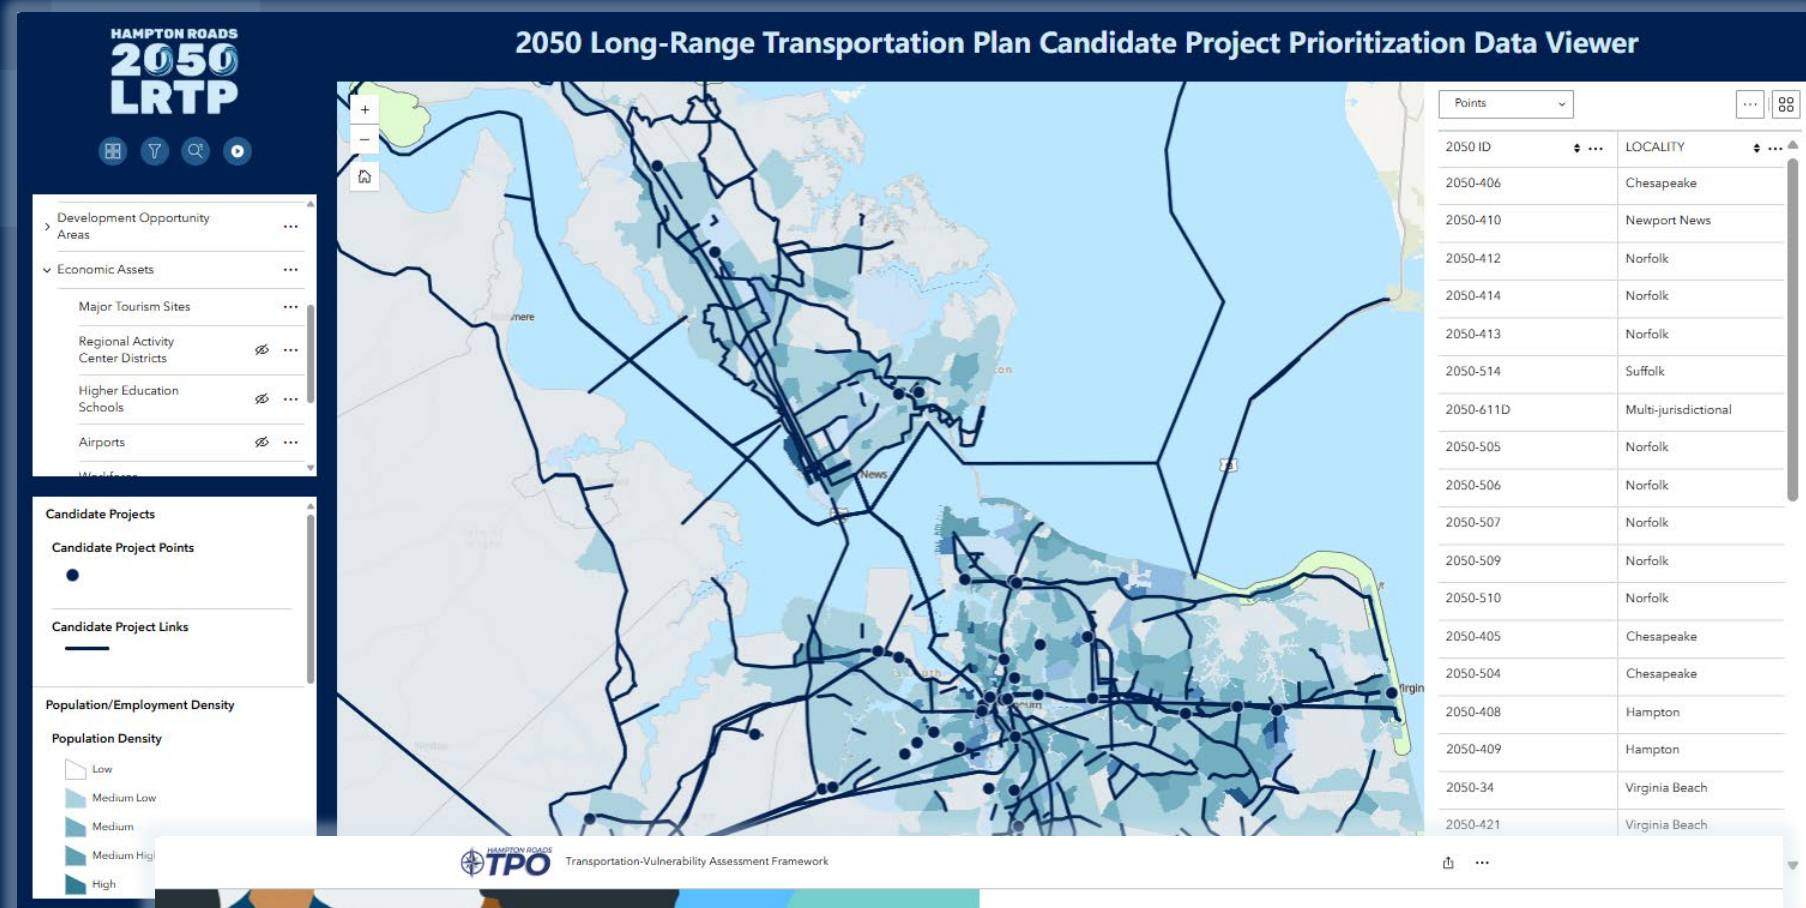 HAMPTON ROADS
2050
LRTP
2050 Long-Range Transportation Plan Candidate Project Prioritization Data Viewer
Development Opportunity
Areas
Economic Assets
Major Tourism Sites
Regional Activity
Center Districts
Higher Education
Schools
Airports
Candidate Projects
Candidate Project Points
Candidate Project Links
Population/Employment Density
Population Density
Low
Medium Low
Medium
Medium Hig
High
+
−
mere
News
Virgin
Points
2050 ID LOCALITY
2050-406 Chesapeake
2050-410 Newport News
2050-412 Norfolk
2050-414 Norfolk
2050-413 Norfolk
2050-514 Suffolk
2050-611D Multi-jurisdictional
2050-505 Norfolk
2050-506 Norfolk
2050-507 Norfolk
2050-509 Norfolk
2050-510 Norfolk
2050-405 Chesapeake
2050-504 Chesapeake
2050-408 Hampton
2050-409 Hampton
2050-34 Virginia Beach
2050-421 Virginia Beach
HAMPTON ROADS
TPO
Transportation-Vulnerability Assessment Framework